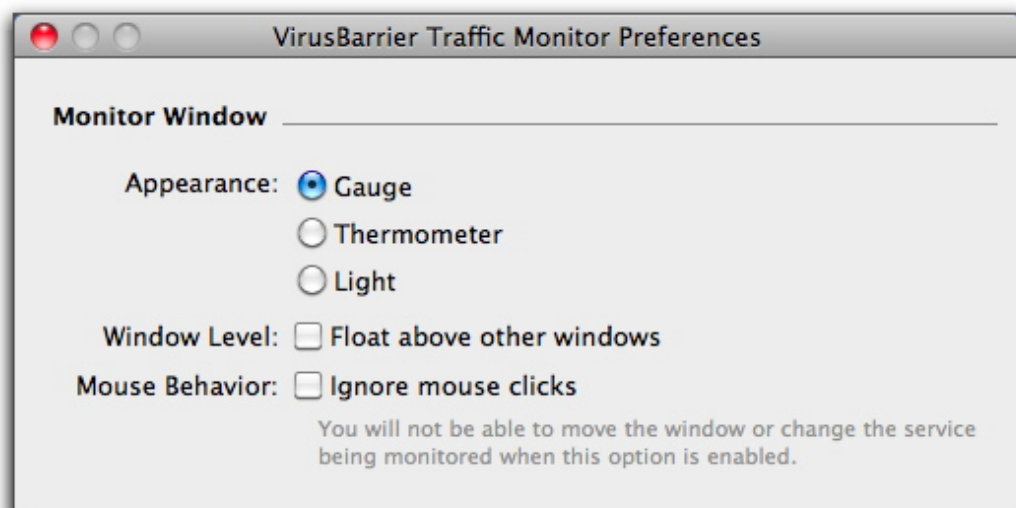 VirusBarrier Traffic Monitor Preferences
Monitor Window
Appearance: Gauge
Thermometer
Light
Window Level: Float above other windows
Mouse Behavior: Ignore mouse clicks
You will not be able to move the window or change the service
being monitored when this option is enabled.